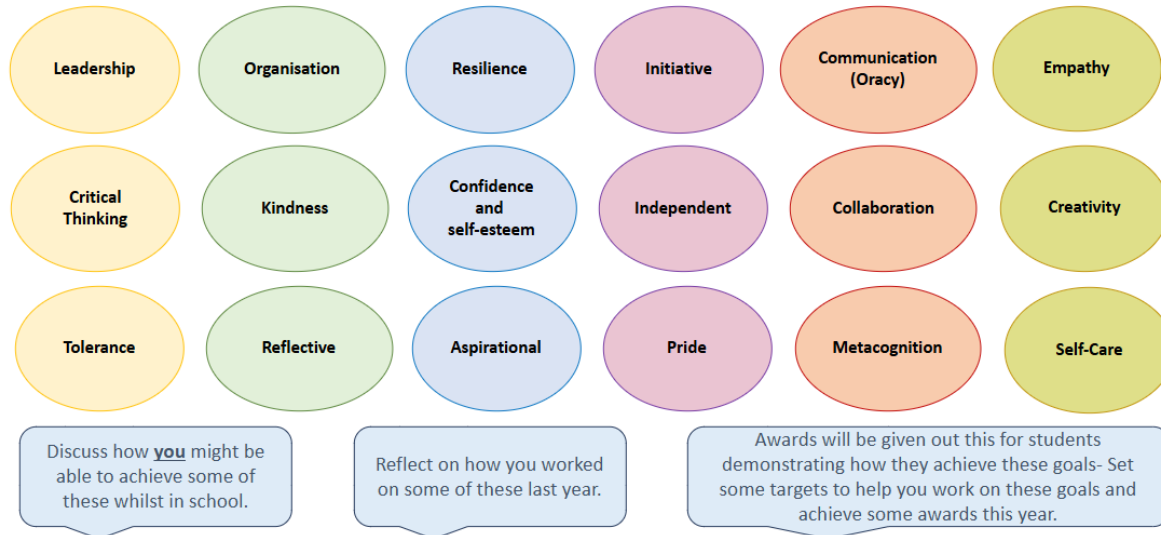 Leadership
Organisation
Resilience
Initiative
Communication
(Oracy)
Empathy
Critical
Thinking
Kindness
Confidence
and
self-esteem
Independent
Collaboration
Creativity
Tolerance
Reflective
Aspirational
Pride
Metacognition
Self-Care
Discuss how you might be
able to achieve some of
these whilst in school.
Reflect on how you worked
on some of these last year.
Awards will be given out this for students
demonstrating how they achieve these goals- Set
some targets to help you work on these goals and
achieve some awards this year.